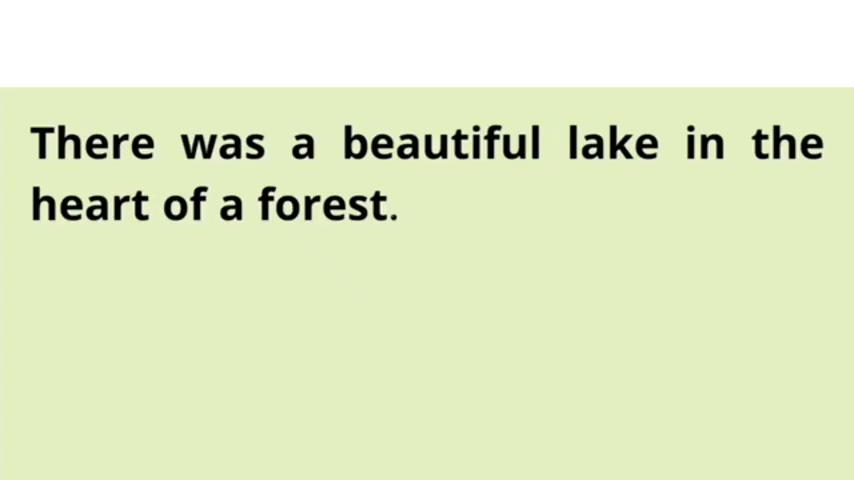 There was a beautiful lake in the
heart of a forest.